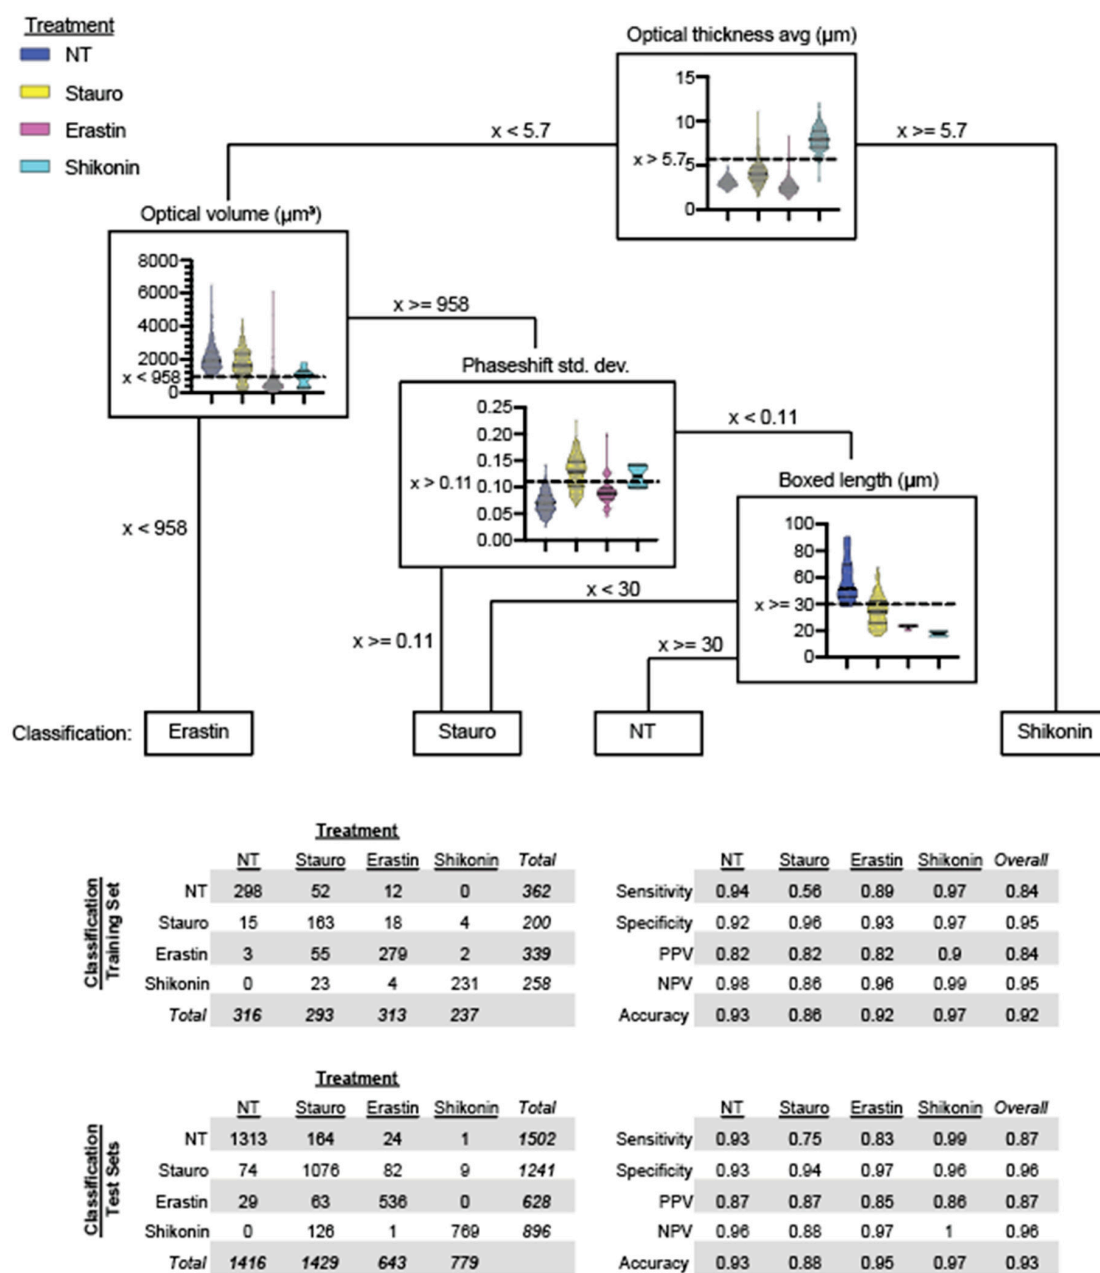 Treatment
NT
Stauro
Erastin
Shikonin
Optical thickness avg (µm)
15
10
x > 5.7
5
0
x < 5.7
x >= 5.7
Optical volume (µm³)
8000
6000
4000
2000
x < 958
0
x >= 958
x < 958
Phaseshift std. dev.
0.25
0.20
0.15
x > 0.11
0.10
0.05
0.00
x < 0.11
x >= 0.11
Boxed length (µm)
100
80
60
x >= 30
20
0
x < 30
x >= 30
Classification:
Erastin
Stauro
NT
Shikonin
Treatment
NT Stauro Erastin Shikonin Total
Classification
Training Set
NT 298 52 12 0 362
Stauro 15 163 18 4 200
Erastin 3 55 279 2 339
Shikonin 0 23 4 231 258
Total 316 293 313 237
NT Stauro Erastin Shikonin Overall
Sensitivity 0.94 0.56 0.89 0.97 0.84
Specificity 0.92 0.96 0.93 0.97 0.95
PPV 0.82 0.82 0.82 0.9 0.84
NPV 0.98 0.86 0.96 0.99 0.95
Accuracy 0.93 0.86 0.92 0.97 0.92
Treatment
NT Stauro Erastin Shikonin Total
Classification
Test Sets
NT 1313 164 24 1 1502
Stauro 74 1076 82 9 1241
Erastin 29 63 536 0 628
Shikonin 0 126 1 769 896
Total 1416 1429 643 779
NT Stauro Erastin Shikonin Overall
Sensitivity 0.93 0.75 0.83 0.99 0.87
Specificity 0.93 0.94 0.97 0.96 0.96
PPV 0.87 0.87 0.85 0.86 0.87
NPV 0.96 0.88 0.97 1 0.96
Accuracy 0.93 0.88 0.95 0.97 0.93